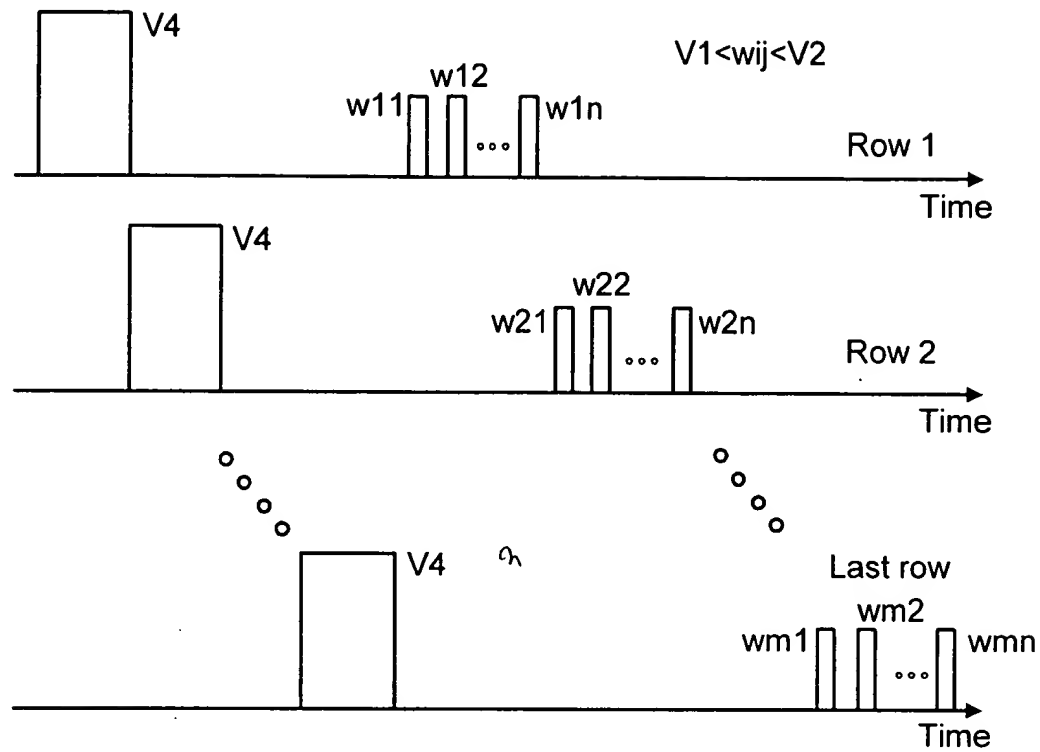 V4
V1<wij<V2
w12
w11
w1n
Row 1
Time
V4
w22
w21
w2n
Row 2
Time
V4
Last row
wm2
wm1
wmn
Time